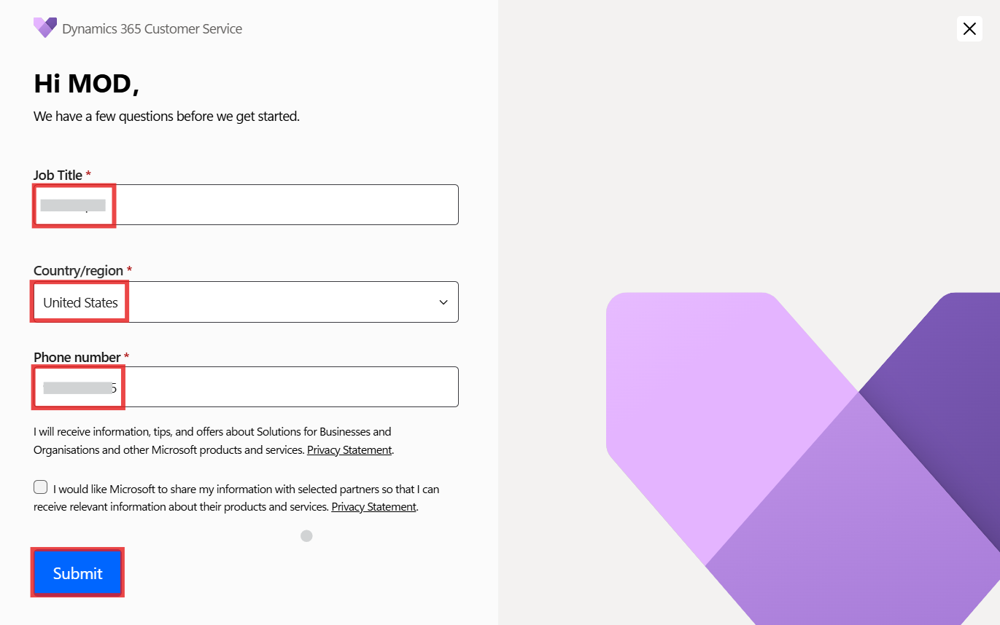 Dynamics 365 Customer Service
Hi MOD,
We have a few questions before we get started.
Job Title *
Country/region *
United States
Phone number *
5
I will receive information, tips, and offers about Solutions for Businesses and
Organisations and other Microsoft products and services. Privacy Statement.
I would like Microsoft to share my information with selected partners so that I can
receive relevant information about their products and services. Privacy Statement.
Submit